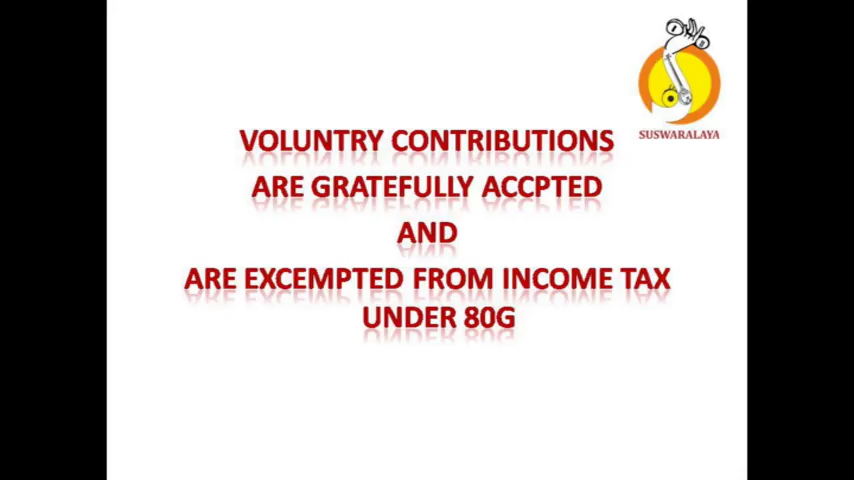 SUSWARALAYA
VOLUNTRY CONTRIBUTIONS
ARE GRATEFULLY ACCPTED
AND
ARE EXCEMPTED FROM INCOME TAX
UNDER 80G